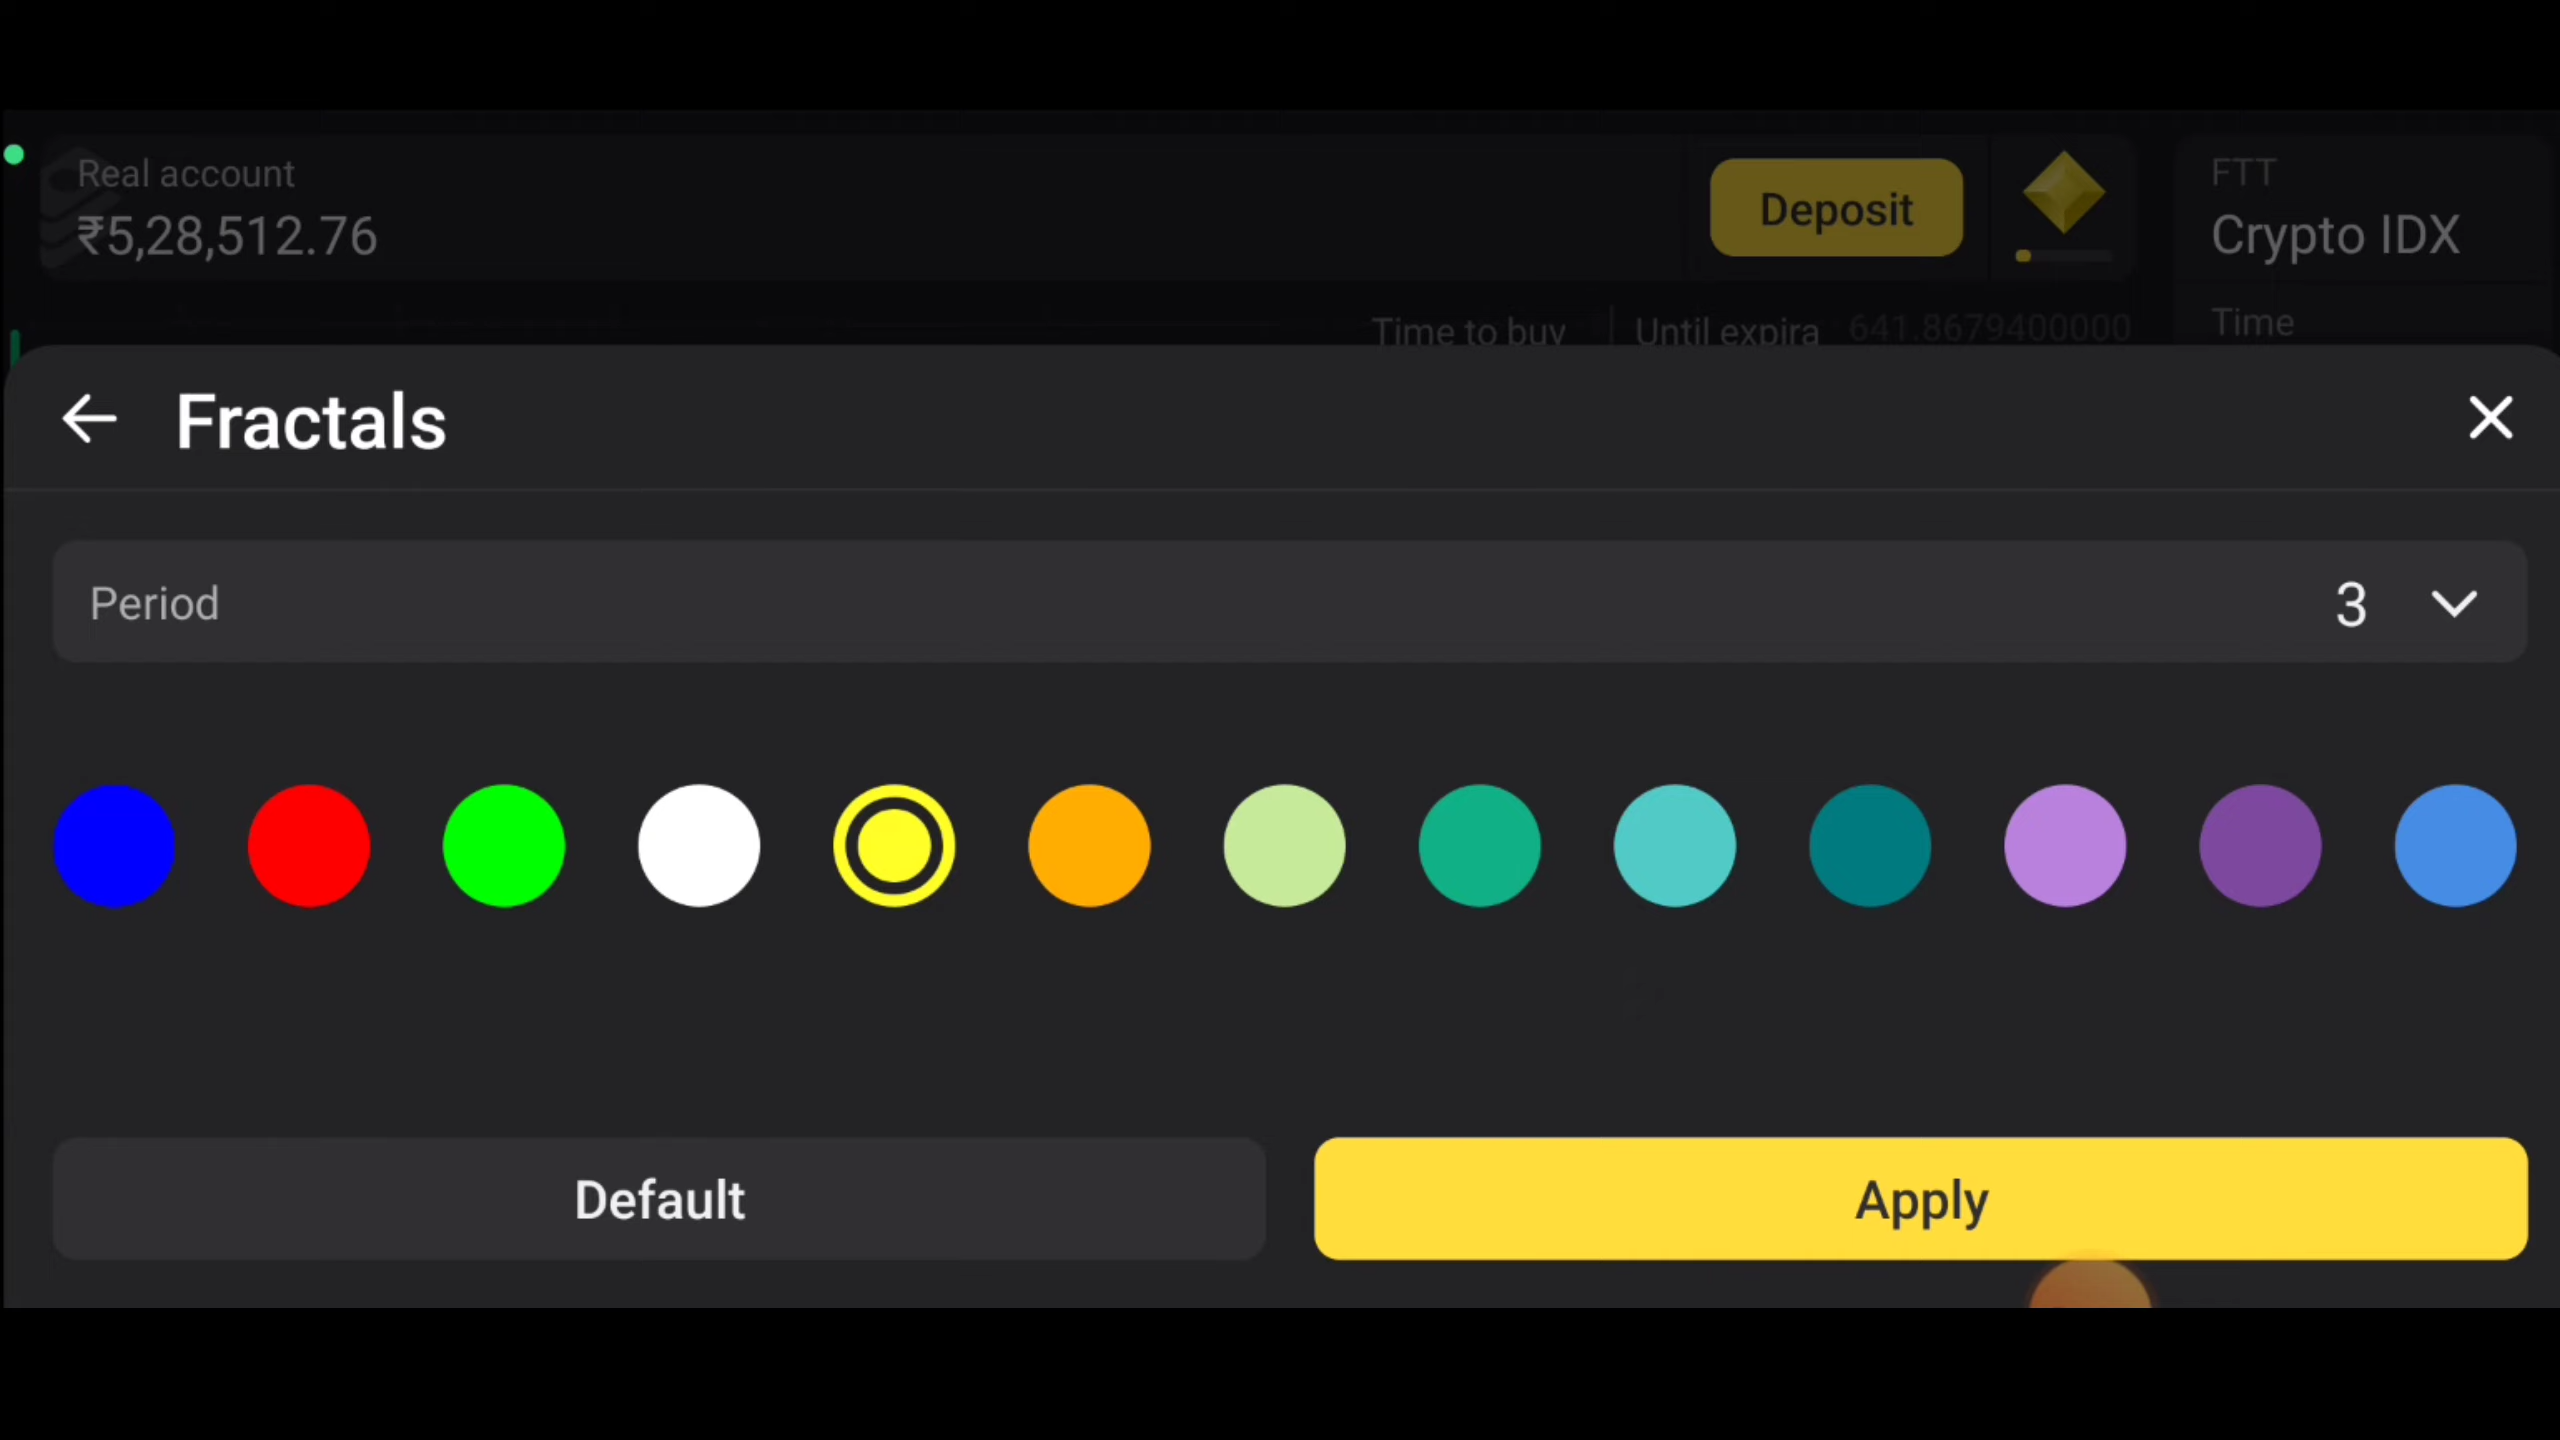 Real account
₹5,28,512.76
Deposit
FTT
Crypto IDX
Time to buy
Until expira
641.8679400000
Time
Fractals
Period
3
Default
Apply